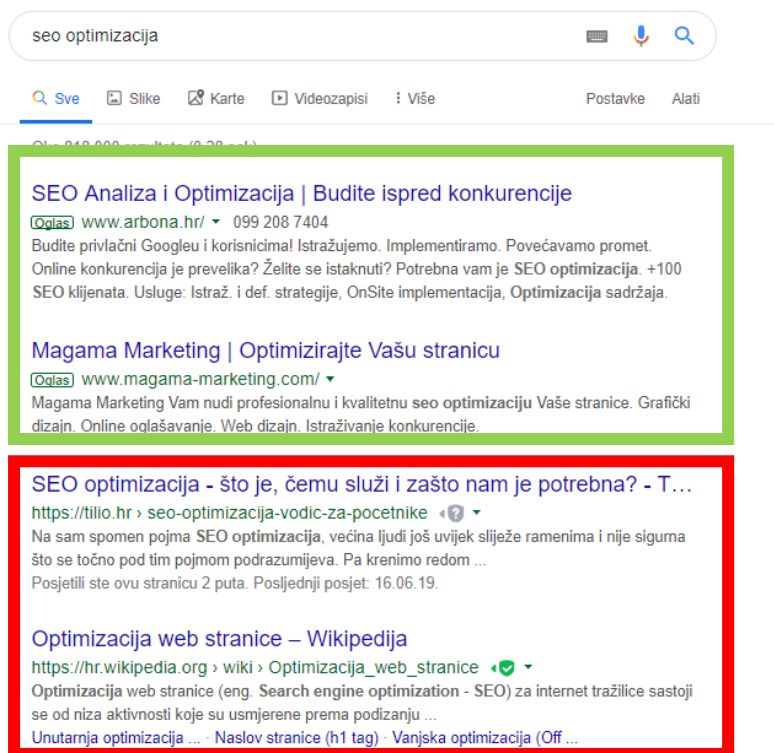 seo optimizacija
Sve Slike Karte Videozapisi Više Postavke Alati
Oko 818.000 rezultata (0,38 sek)
SEO Analiza i Optimizacija | Budite ispred konkurencije
Oglas www.arbona.hr/ 099 208 7404
Budite privlačni Googleu i korisnicima! Istražujemo. Implementiramo. Povećavamo promet.
Online konkurencija je prevelika? Želite se istaknuti? Potrebna vam je SEO optimizacija. +100
SEO klijenata. Usluge: Istraž. i def. strategije, OnSite implementacija, Optimizacija sadržaja.
Magama Marketing | Optimizirajte Vašu stranicu
Oglas www.magama-marketing.com/
Magama Marketing Vam nudi profesionalnu i kvalitetnu seo optimizaciju Vaše stranice. Grafički
dizajn. Online oglašavanje. Web dizajn. Istraživanje konkurencije.
SEO optimizacija - što je, čemu služi i zašto nam je potrebna? - T...
https://tilio.hr › seo-optimizacija-vodic-za-pocetnike
Na sam spomen pojma SEO optimizacija, većina ljudi još uvijek sliježe ramenima i nije sigurna
što se točno pod tim pojmom podrazumijeva. Pa krenimo redom ...
Posjetili ste ovu stranicu 2 puta. Posljednji posjet: 16.06.19.
Optimizacija web stranice – Wikipedija
https://hr.wikipedia.org › wiki › Optimizacija_web_stranice
Optimizacija web stranice (eng. Search engine optimization - SEO) za internet tražilice sastoji
se od niza aktivnosti koje su usmjerene prema podizanju ...
Unutarnja optimizacija ... · Naslov stranice (h1 tag) · Vanjska optimizacija (Off ...